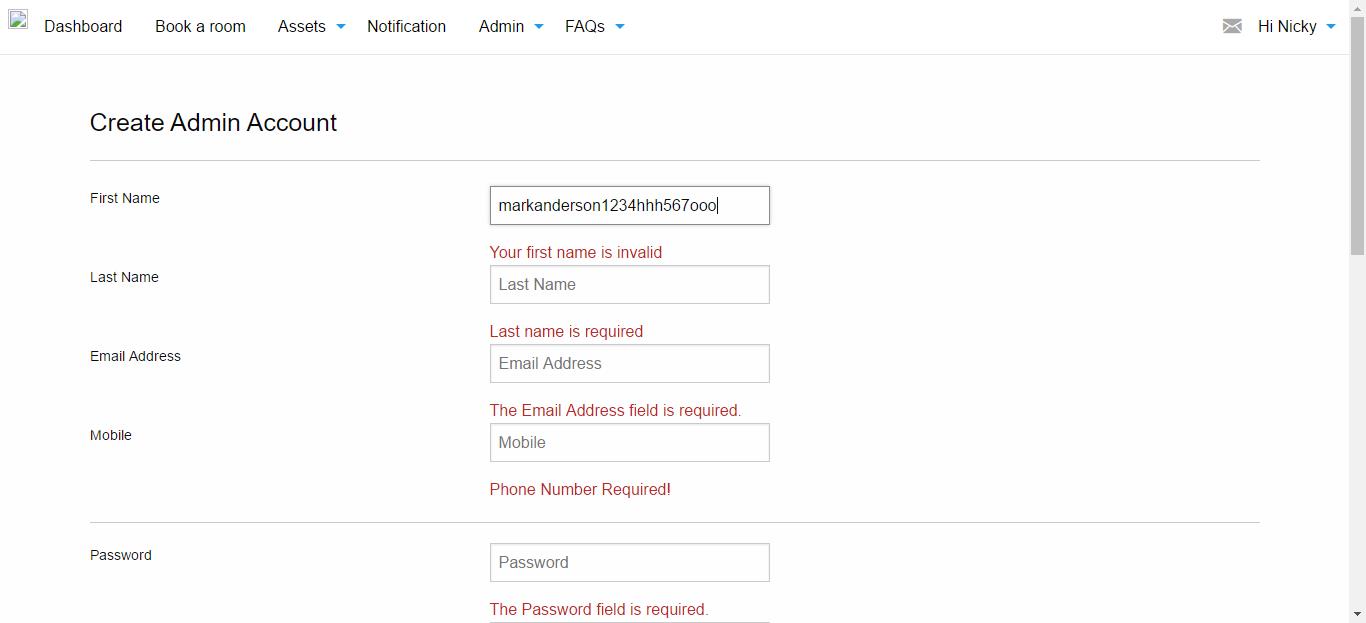 Dashboard Book a room Assets Notification Admin FAQs Hi Nicky
Create Admin Account
First Name markanderson1234hhh567ooo
Your first name is invalid
Last Name Last Name
Last name is required
Email Address Email Address
The Email Address field is required.
Mobile Mobile
Phone Number Required!
Password Password
The Password field is required.